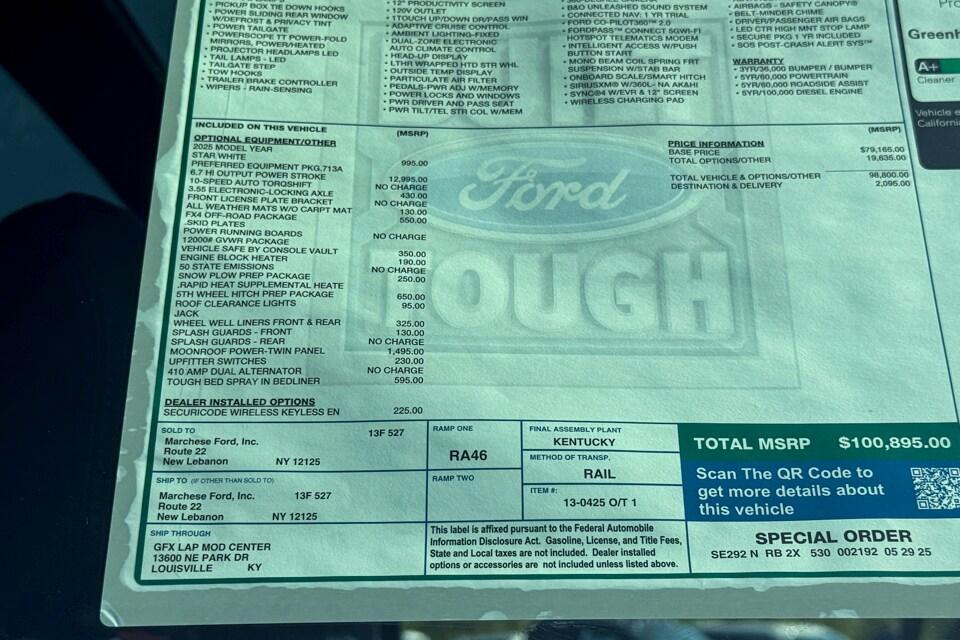 PICKUP BOX TIE DOWN HOOKS
• POWER SLIDING REAR WINDOW
W/DEFROST & PRIVACY TINT
• POWER TAILGATE
• POWERSCOPE TT POWER-FOLD
MIRRORS, POWER/HEATED
• PROJECTOR HEADLAMPS LED
• TAIL LAMPS - LED
• TAILGATE STEP
• TOW HOOKS
• TRAILER BRAKE CONTROLLER
• WIPERS - RAIN-SENSING
• 12" PRODUCTIVITY SCREEN
• 120V OUTLET
• 1TOUCH UP/DOWN DR/PASS WIN
• ADAPTIVE CRUISE CONTROL
• AMBIENT LIGHTING-FIXED
• DUAL-ZONE ELECTRONIC
AUTO CLIMATE CONTROL
• HEAD-UP DISPLAY
• LTHR WRAPPED HTD STR WHL
• OUTSIDE TEMP DISPLAY
• PARTICULATE AIR FILTER
• PEDALS-PWR ADJ W/MEMORY
• POWER LOCKS AND WINDOWS
• PWR DRIVER AND PASS SEAT
• PWR TILT/TEL STR COL W/MEM
• B&O UNLEASHED SOUND SYSTEM
• CONNECTED NAV: 1 YR TRIAL
• FORD CO-PILOT360™ 2.0
• FORDPASS™ CONNECT 5GWI-FI
HOTSPOT TELEMATICS MODEM
• INTELLIGENT ACCESS W/PUSH
BUTTON START
• MONO BEAM COIL SPRING FRT
SUSPENSION W/STAB BAR
• ONBOARD SCALE/SMART HITCH
• SIRIUSXM® W/360L- NA AK&HI
• SYNC®4 W/EVR & 12" SCREEN
• WIRELESS CHARGING PAD
• AIRBAGS - SAFETY CANOPY®
• BELT-MINDER CHIME
• DRIVER/PASSENGER AIR BAGS
• LED CTR HIGH MNT STOP LAMP
• SECURE PKG 1 YR INCLUDED
• SOS POST-CRASH ALERT SYS™
WARRANTY
• 3YR/36,000 BUMPER / BUMPER
• 5YR/60,000 POWERTRAIN
• 5YR/60,000 ROADSIDE ASSIST
• 5YR/100,000 DIESEL ENGINE
Greenh
A+
Cleaner
Vehicle e
Californi
INCLUDED ON THIS VEHICLE
(MSRP)
OPTIONAL EQUIPMENT/OTHER
2025 MODEL YEAR
STAR WHITE 995.00
PREFERRED EQUIPMENT PKG.713A
6.7 HI OUTPUT POWER STROKE 12,995.00
10-SPEED AUTO TORQSHIFT NO CHARGE
3.55 ELECTRONIC-LOCKING AXLE 430.00
FRONT LICENSE PLATE BRACKET NO CHARGE
ALL WEATHER MATS W/O CARPT MAT 130.00
FX4 OFF-ROAD PACKAGE 550.00
.SKID PLATES
POWER RUNNING BOARDS NO CHARGE
12000# GVWR PACKAGE
VEHICLE SAFE BY CONSOLE VAULT 350.00
ENGINE BLOCK HEATER 190.00
50 STATE EMISSIONS NO CHARGE
SNOW PLOW PREP PACKAGE 250.00
.RAPID HEAT SUPPLEMENTAL HEATE
5TH WHEEL HITCH PREP PACKAGE 650.00
ROOF CLEARANCE LIGHTS 95.00
JACK
WHEEL WELL LINERS FRONT & REAR 325.00
SPLASH GUARDS - FRONT 130.00
SPLASH GUARDS - REAR NO CHARGE
MOONROOF POWER-TWIN PANEL 1,495.00
UPFITTER SWITCHES 230.00
410 AMP DUAL ALTERNATOR NO CHARGE
TOUGH BED SPRAY IN BEDLINER 595.00
DEALER INSTALLED OPTIONS
SECURICODE WIRELESS KEYLESS EN 225.00
Ford
TOUGH
(MSRP)
PRICE INFORMATION
BASE PRICE $79,165.00
TOTAL OPTIONS/OTHER 19,635.00
TOTAL VEHICLE & OPTIONS/OTHER 98,800.00
DESTINATION & DELIVERY 2,095.00
SOLD TO
13F 527
Marchese Ford, Inc.
Route 22
New Lebanon NY 12125
SHIP TO (IF OTHER THAN SOLD TO)
Marchese Ford, Inc. 13F 527
Route 22
New Lebanon NY 12125
SHIP THROUGH
GFX LAP MOD CENTER
13600 NE PARK DR
LOUISVILLE KY
RAMP ONE
RA46
RAMP TWO
FINAL ASSEMBLY PLANT
KENTUCKY
METHOD OF TRANSP.
RAIL
ITEM #:
13-0425 O/T 1
This label is affixed pursuant to the Federal Automobile
Information Disclosure Act. Gasoline, License, and Title Fees,
State and Local taxes are not included. Dealer installed
options or accessories are not included unless listed above.
TOTAL MSRP $100,895.00
Scan The QR Code to
get more details about
this vehicle
SPECIAL ORDER
SE292 N RB 2X 530 002192 05 29 25